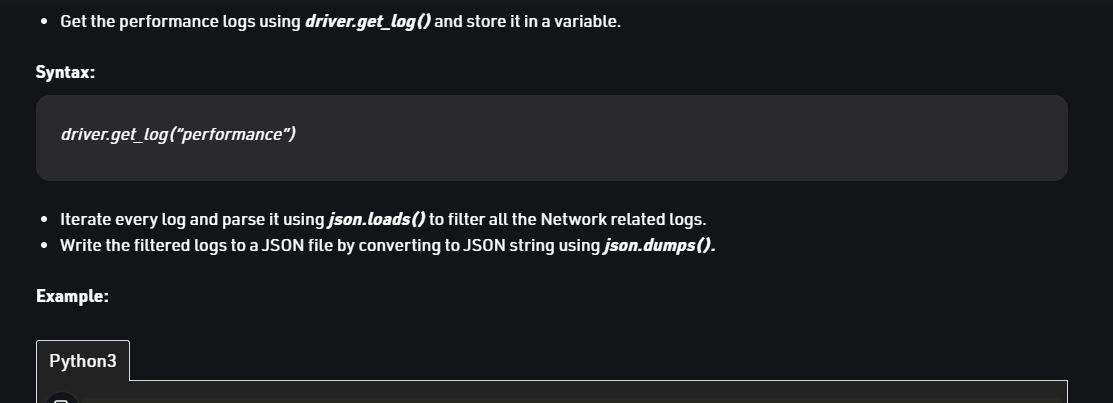 Get the performance logs using driver.get_log() and store it in a variable.
Syntax:
driver.get_log(“performance”)
Iterate every log and parse it using json.loads() to filter all the Network related logs.
Write the filtered logs to a JSON file by converting to JSON string using json.dumps().
Example:
Python3